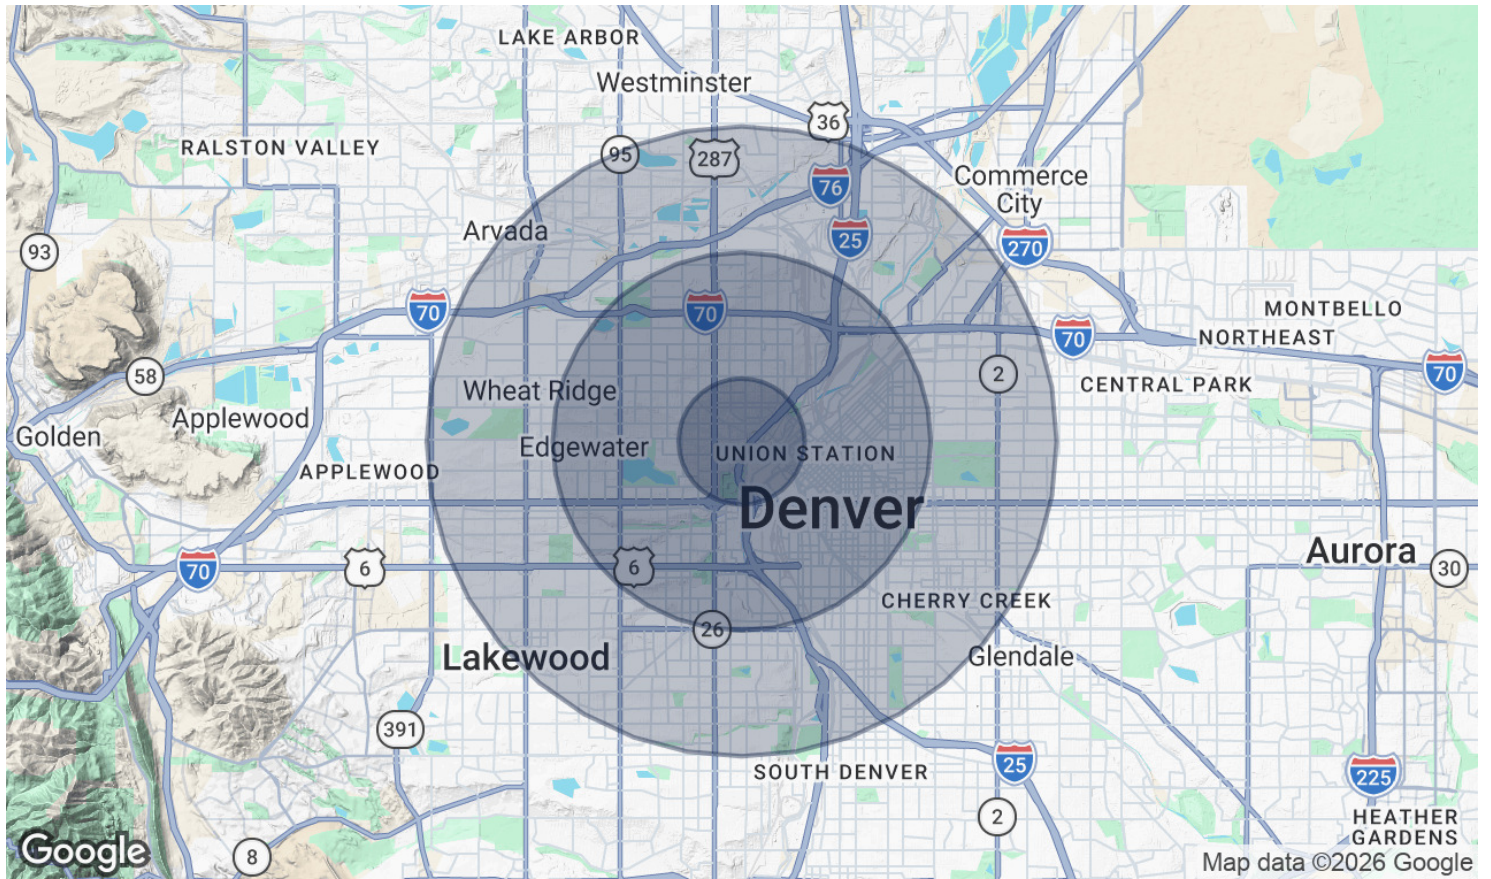 LAKE ARBOR
Westminster
36
RALSTON VALLEY
95
287
76
Commerce
City
Arvada
93
25
270
70
70
MONTBELLO
70
NORTHEAST
58
2
70
CENTRAL PARK
Wheat Ridge
Applewood
Golden
Edgewater
UNION STATION
APPLEWOOD
Denver
Aurora
70
6
6
30
CHERRY CREEK
26
Lakewood
Glendale
391
SOUTH DENVER
25
225
2
HEATHER
GARDENS
Google
8
Map data ©2026 Google